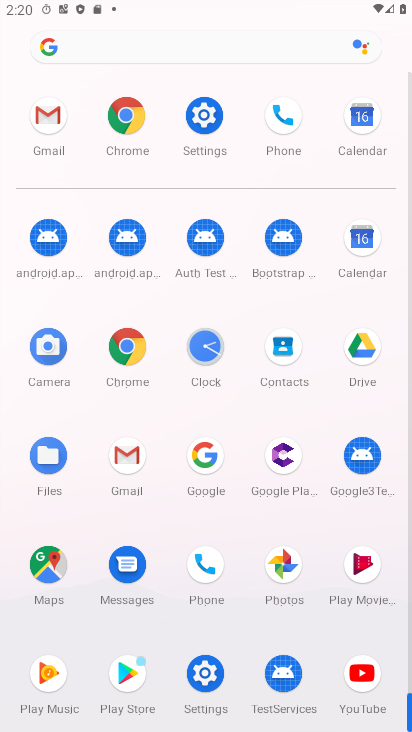 2:20
Gmail Chrome Settings Phone Calendar
android.ap... android.ap... Auth Test ... Bootstrap ... Calendar
Camera Chrome Clock Contacts Drive
Files Gmail Google Google Pla... Google3Te...
Maps Messages Phone Photos Play Movie...
Play Music Play Store Settings TestServices YouTube